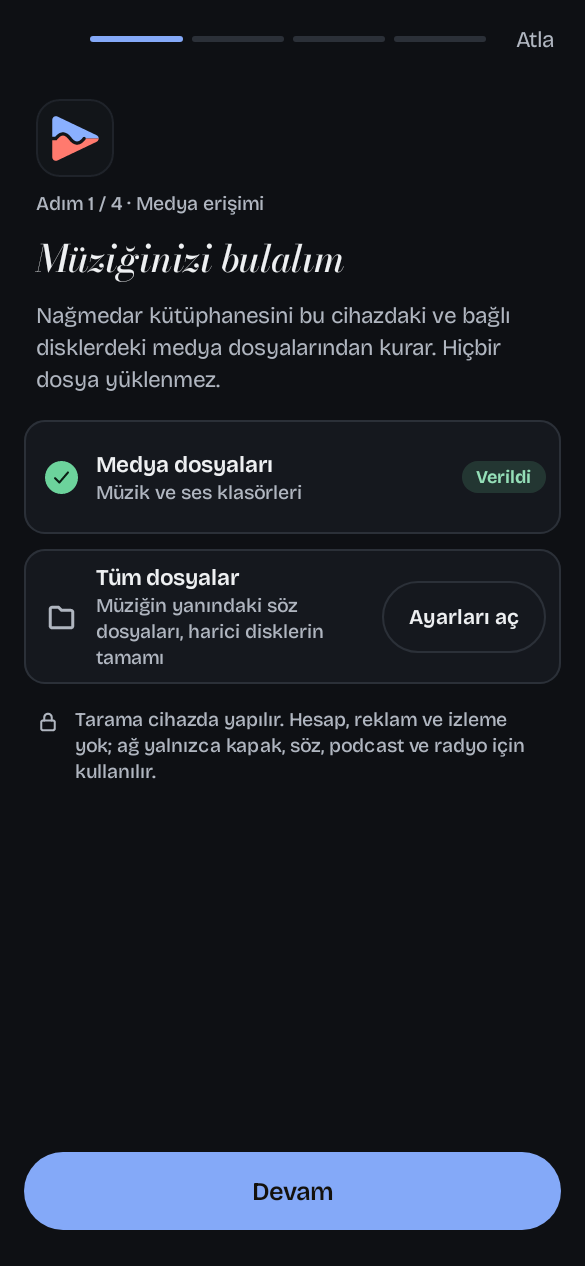 Atla
Adım 1 / 4 · Medya erişimi
Müziğinizi bulalım
Nağmedar kütüphanesini bu cihazdaki ve bağlı
disklerdeki medya dosyalarından kurar. Hiçbir
dosya yüklenmez.
Medya dosyaları
Müzik ve ses klasörleri
Verildi
Tüm dosyalar
Müziğin yanındaki söz
dosyaları, harici disklerin
tamamı
Ayarları aç
Tarama cihazda yapılır. Hesap, reklam ve izleme
yok; ağ yalnızca kapak, söz, podcast ve radyo için
kullanılır.
Devam